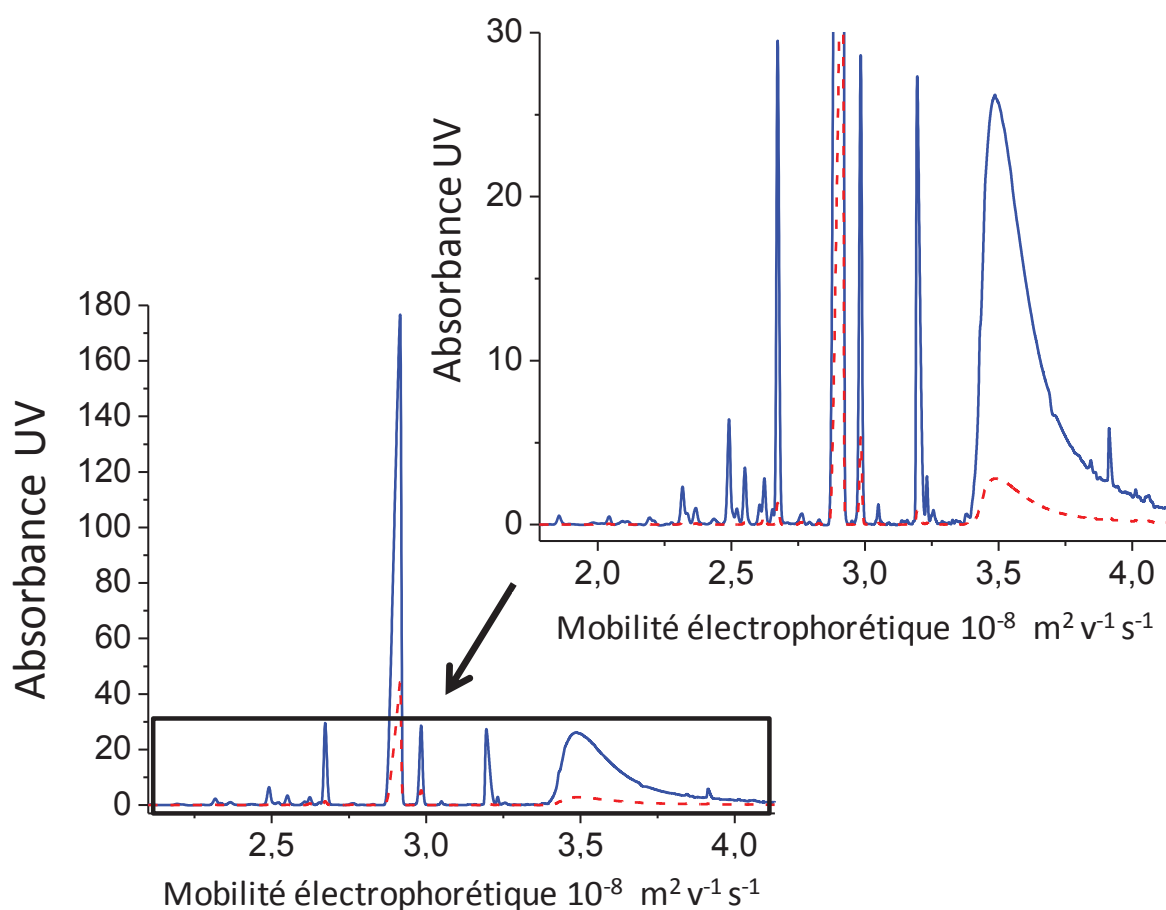 30
20
10
0
Absorbance UV
2,0 2,5 3,0 3,5 4,0
Mobilité électrophorétique 10⁻⁸ m² v⁻¹ s⁻¹
180
160
140
120
100
80
60
40
20
0
Absorbance UV
2,5 3,0 3,5 4,0
Mobilité électrophorétique 10⁻⁸ m² v⁻¹ s⁻¹